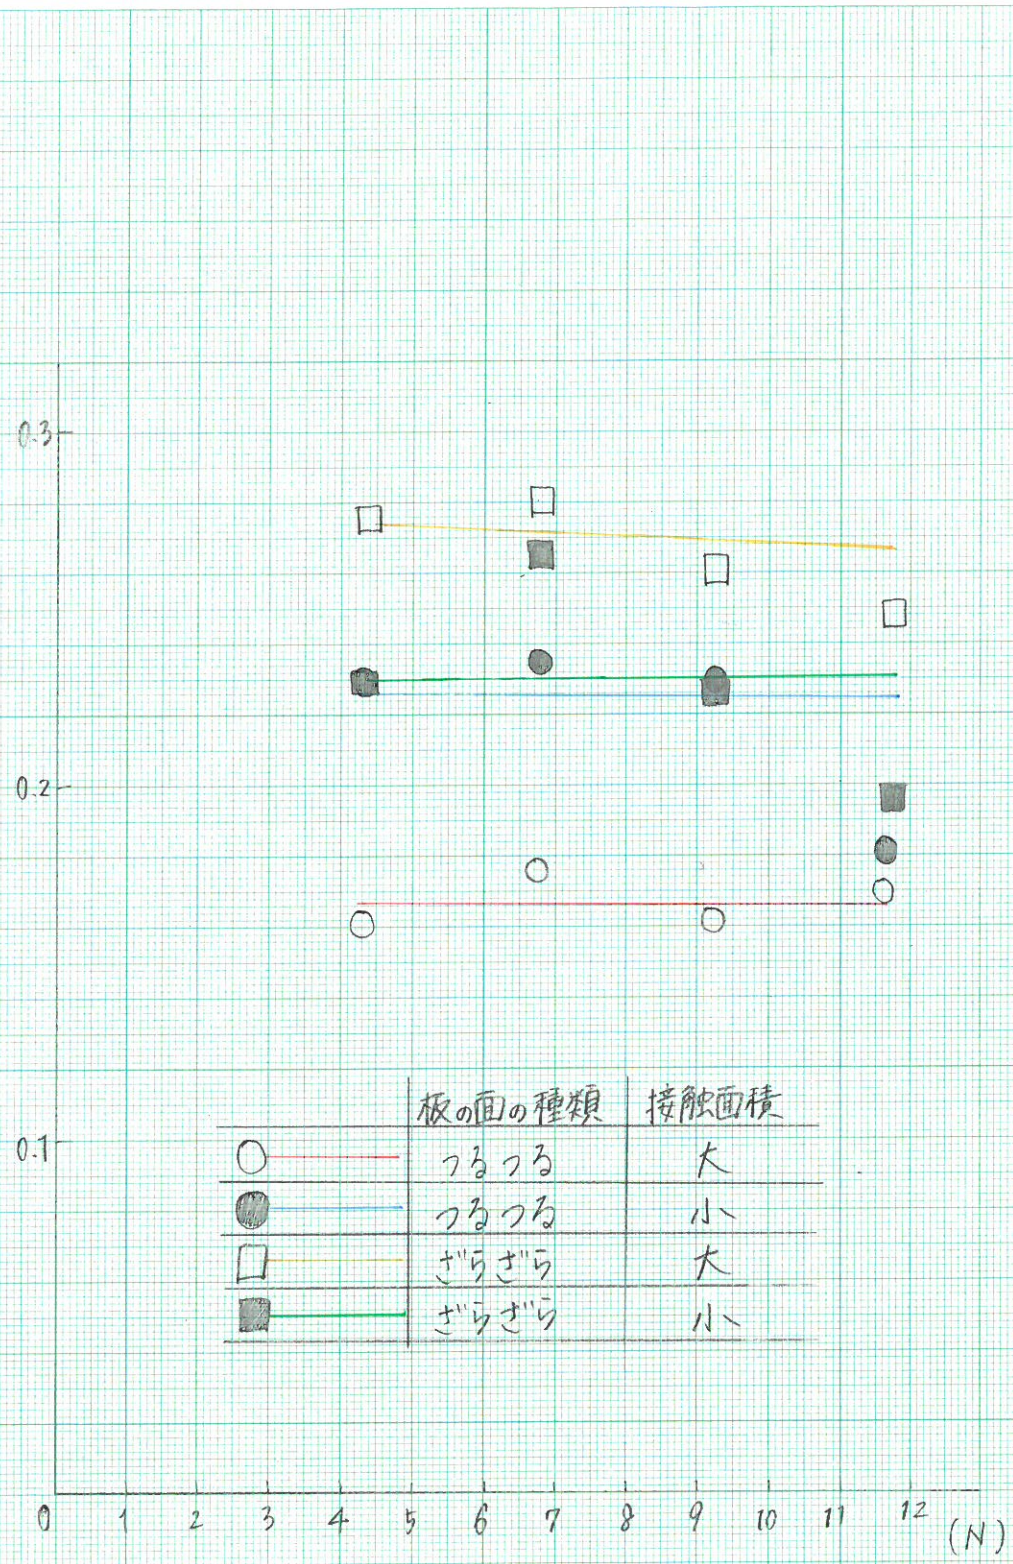 0.3
0.2
0.1
板の面の種類 接触面積
つるつる 大
つるつる 小
ざらざら 大
ざらざら 小
0 1 2 3 4 5 6 7 8 9 10 11 12
(N)